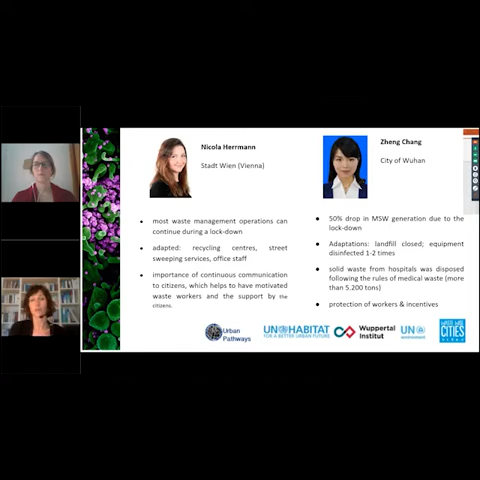 Nicola Herrmann
Stadt Wien (Vienna)
• most waste management operations can
continue during a lock-down
• adapted: recycling centres, street
sweeping services, office staff
• importance of continuous communication
to citizens, which helps to have motivated
waste workers and the support by the
citizens.
Zheng Chang
City of Wuhan
• 50% drop in MSW generation due to the
lock-down
• Adaptations: landfill closed; equipment
disinfected 1-2 times
• solid waste from hospitals was disposed
following the rules of medical waste (more
than 5.200 tons)
• protection of workers & incentives
Urban
Pathways
UN HABITAT
FOR A BETTER URBAN FUTURE
Wuppertal
Institut
UN
environment
WASTE WISE
CITIES